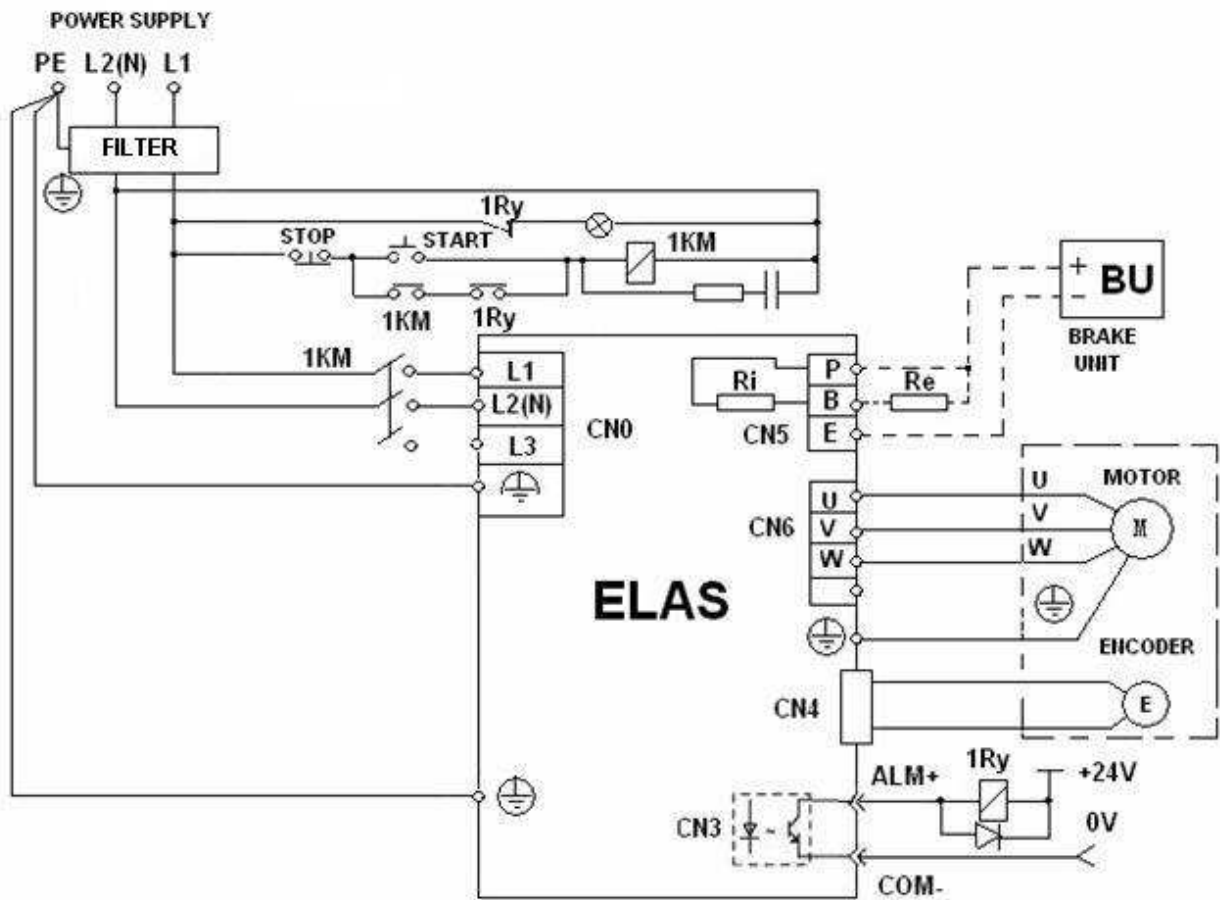 POWER SUPPLY
PE L2(N) L1
FILTER
1Ry
STOP
START
1KM
1KM
1Ry
+ BU -
BRAKE
UNIT
1KM
L1
L2(N)
L3
CN0
Ri
P
B
E
CN5
Re
U
V
W
CN6
U
V
W
MOTOR
M
ELAS
ENCODER
E
CN4
ALM+
1Ry
+24V
0V
CN3
~
COM-